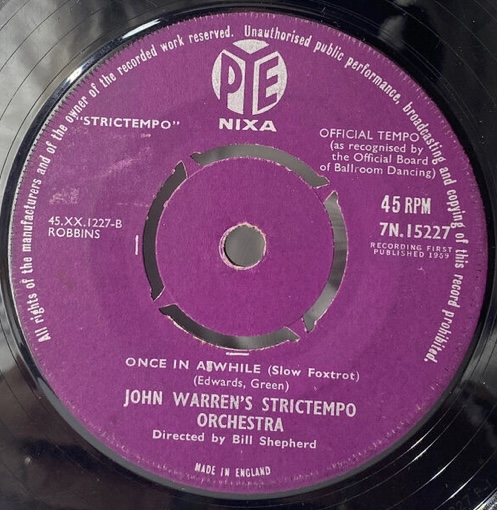 All rights of the manufacturers and of the owner of the recorded work reserved. Unauthorised public performance, broadcasting and copying of this record prohibited.
PYE
NIXA
"STRICTEMPO"
OFFICIAL TEMPO
(as recognised by
the Official Board
of Ballroom Dancing)
45 RPM
7N.15227
RECORDING FIRST
PUBLISHED 1959
45.XX.1227-B
ROBBINS
ONCE IN A WHILE (Slow Foxtrot)
(Edwards, Green)
JOHN WARREN'S STRICTEMPO
ORCHESTRA
Directed by Bill Shepherd
MADE IN ENGLAND